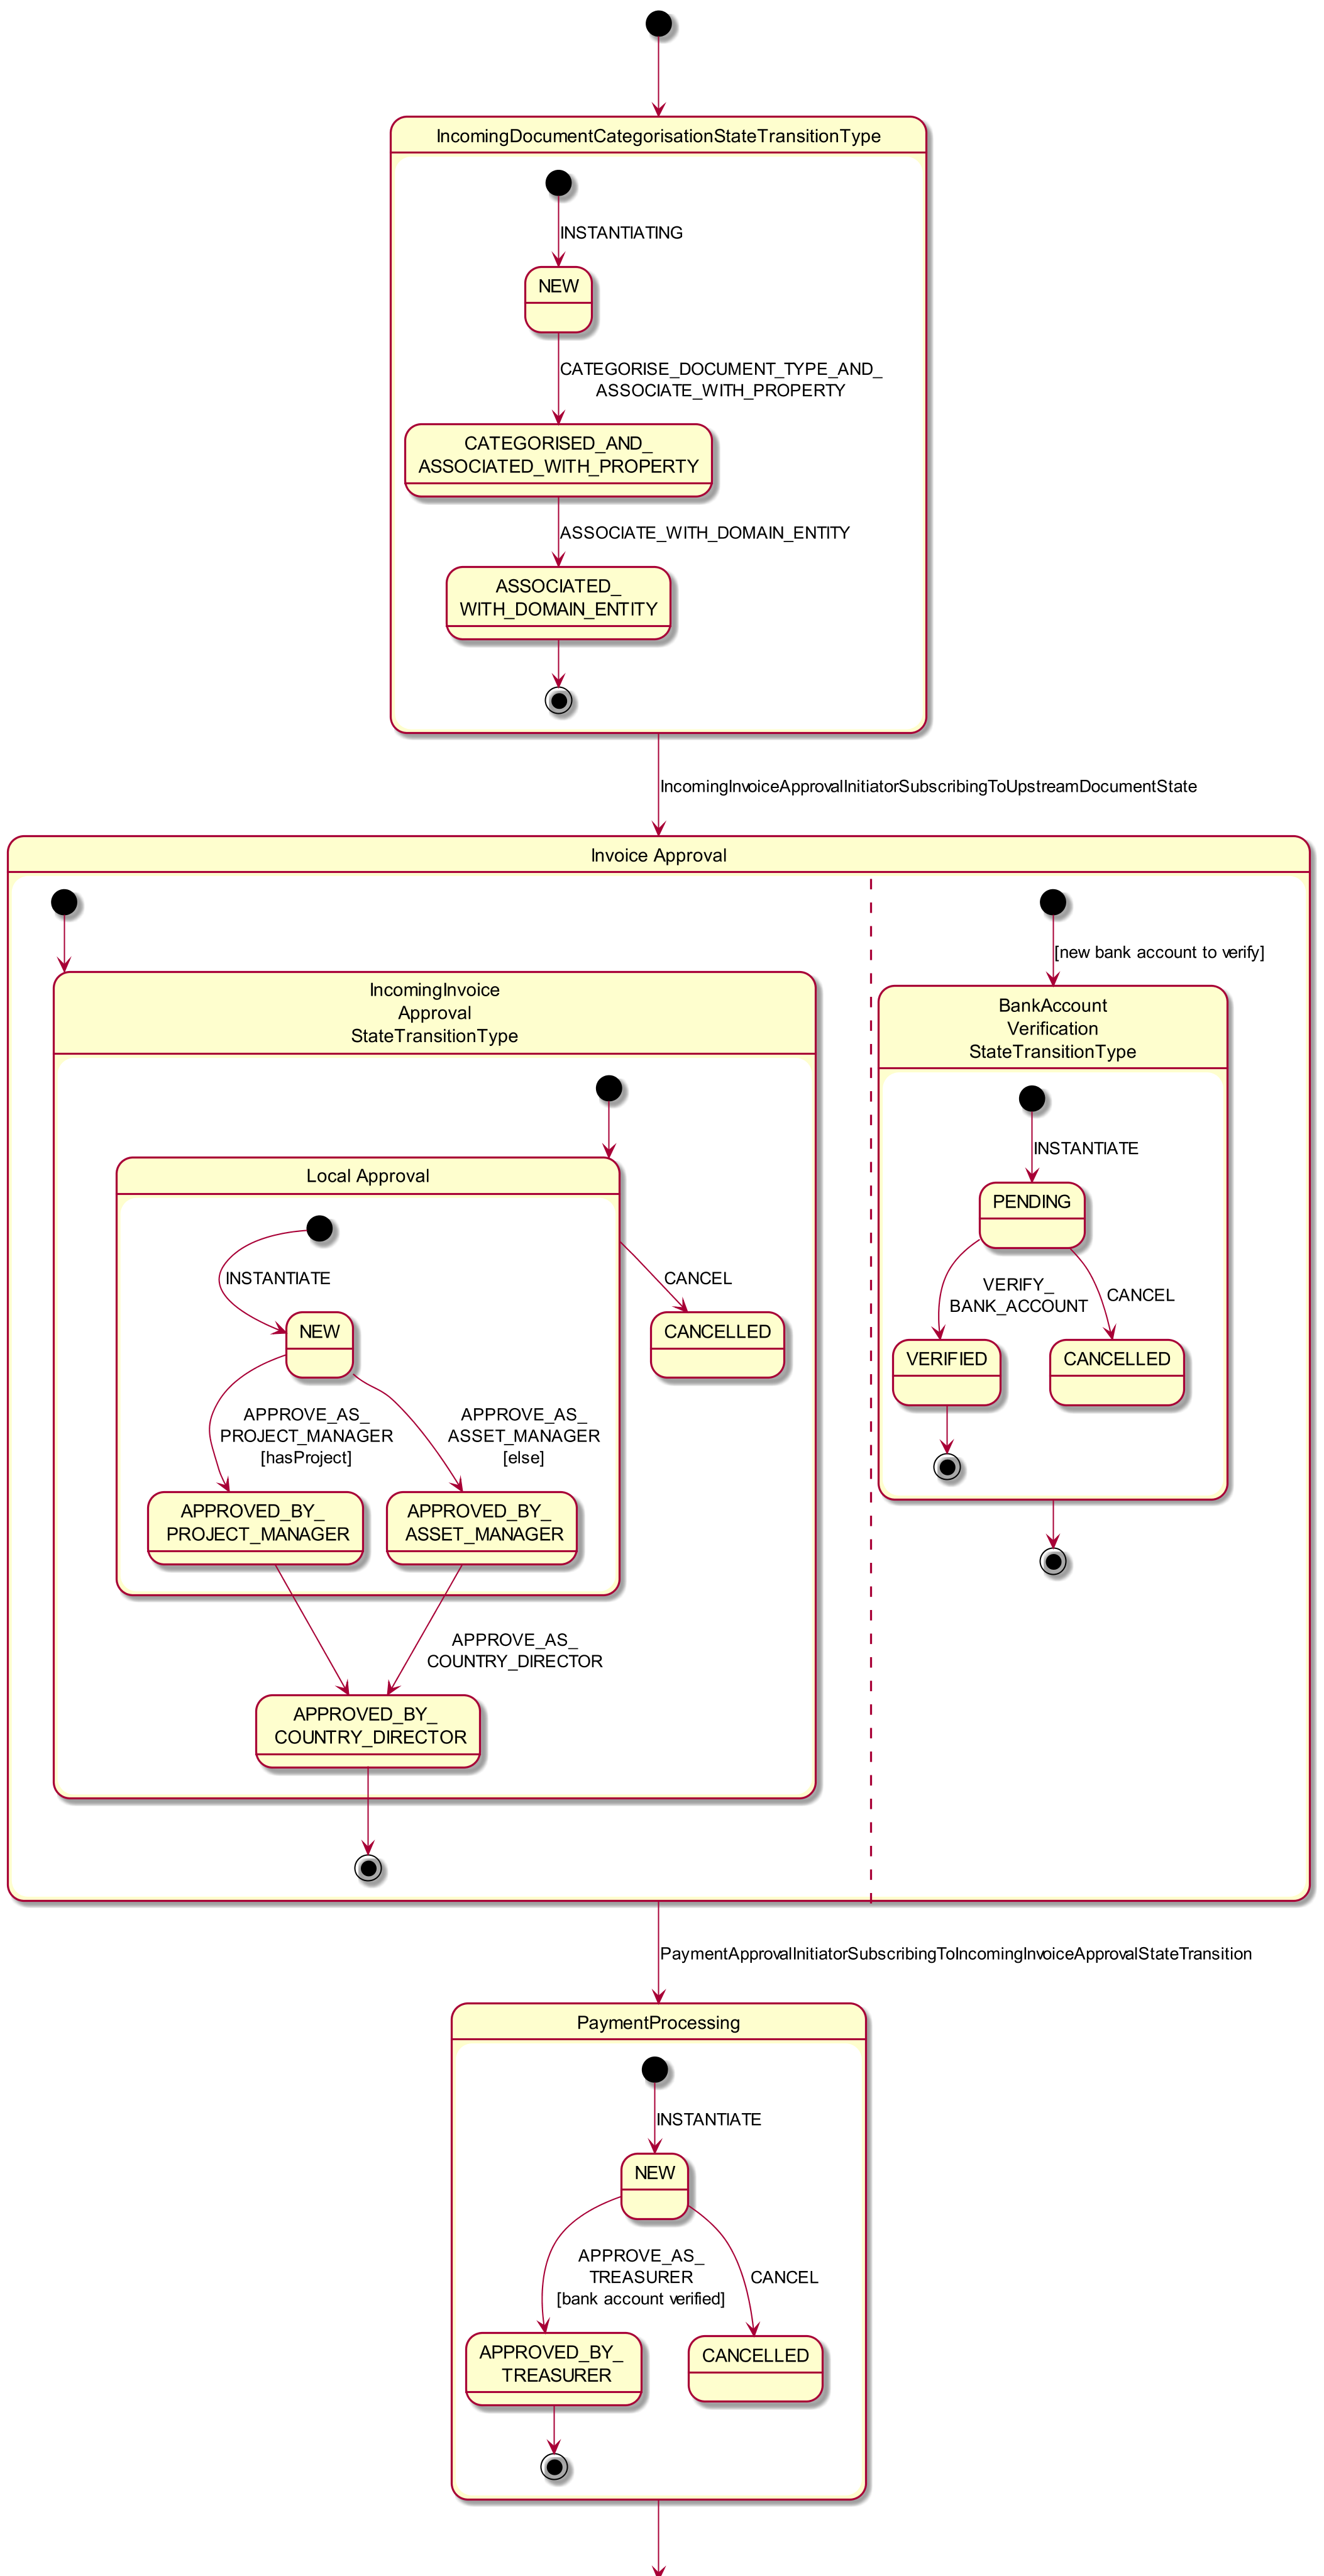 IncomingDocumentCategorisationStateTransitionType
INSTANTIATING
NEW
CATEGORISE_DOCUMENT_TYPE_AND_
ASSOCIATE_WITH_PROPERTY
CATEGORISED_AND_
ASSOCIATED_WITH_PROPERTY
ASSOCIATE_WITH_DOMAIN_ENTITY
ASSOCIATED_
WITH_DOMAIN_ENTITY
IncomingInvoiceApprovalInitiatorSubscribingToUpstreamDocumentState
Invoice Approval
IncomingInvoice
Approval
StateTransitionType
Local Approval
INSTANTIATE
NEW
CANCEL
CANCELLED
APPROVE_AS_
PROJECT_MANAGER
[hasProject]
APPROVE_AS_
ASSET_MANAGER
[else]
APPROVED_BY_
PROJECT_MANAGER
APPROVED_BY_
ASSET_MANAGER
APPROVE_AS_
COUNTRY_DIRECTOR
APPROVED_BY_
COUNTRY_DIRECTOR
[new bank account to verify]
BankAccount
Verification
StateTransitionType
INSTANTIATE
PENDING
VERIFY_
BANK_ACCOUNT
CANCEL
VERIFIED
CANCELLED
PaymentApprovalInitiatorSubscribingToIncomingInvoiceApprovalStateTransition
PaymentProcessing
INSTANTIATE
NEW
APPROVE_AS_
TREASURER
[bank account verified]
CANCEL
APPROVED_BY_
TREASURER
CANCELLED